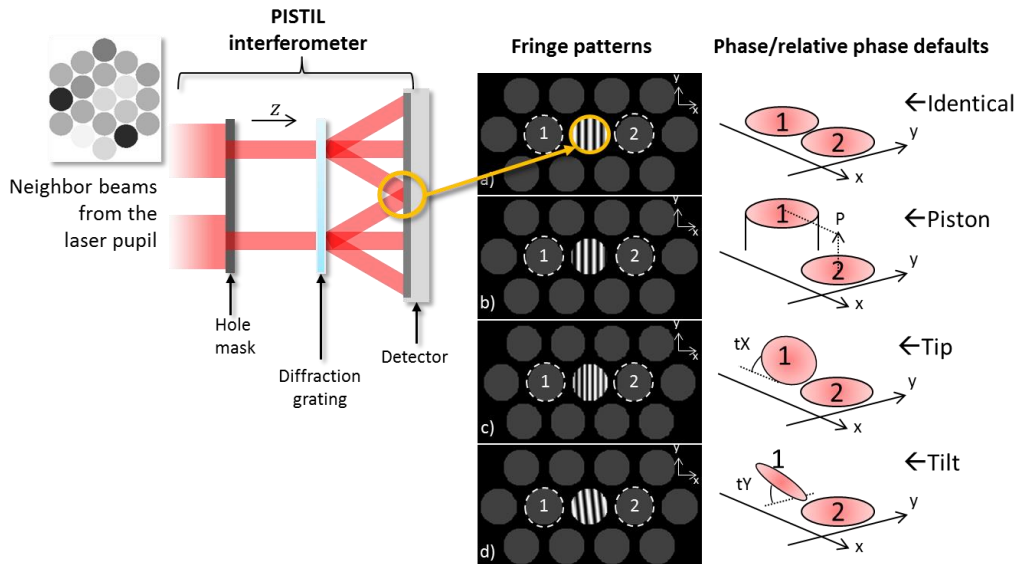 PISTIL
interferometer
Neighbor beams
from the
laser pupil
z
Hole
mask
Diffraction
grating
Detector
Fringe patterns
y
x
1
2
a)
y
x
1
2
b)
y
x
1
2
c)
y
x
1
2
d)
Phase/relative phase defaults
←Identical
1
2
y
x
←Piston
1
P
2
y
x
←Tip
tX
1
2
y
x
←Tilt
1
tY
2
y
x